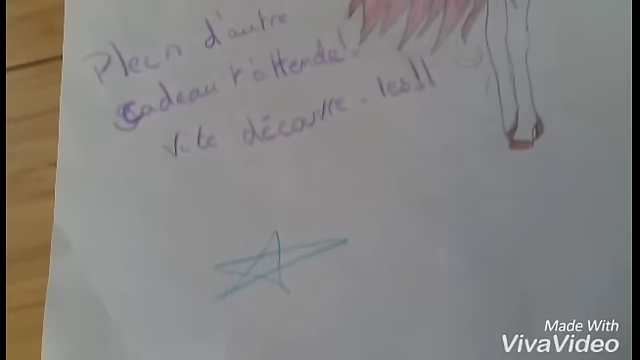 Plein d'autre
cadeau t'attende!
Vite découvre-les!!
Made With
VivaVideo